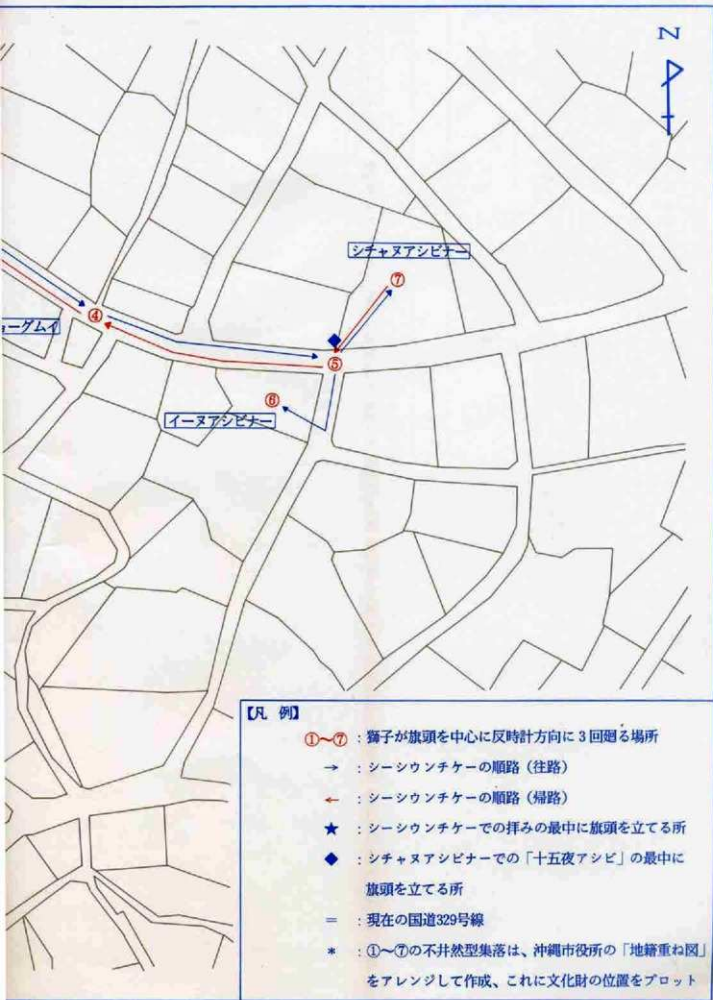 N
シチャヌアシビナー
⑦
④
ョーグムイ
⑤
⑥
イーヌアシビナー
【凡 例】
①〜⑦ : 獅子が旗頭を中心に反時計方向に3回廻る場所
→ : シーシウンチケーの順路(往路)
← : シーシウンチケーの順路(帰路)
★ : シーシウンチケーでの拝みの最中に旗頭を立てる所
◆ : シチャヌアシビナーでの「十五夜アシビ」の最中に
旗頭を立てる所
= : 現在の国道329号線
* : ①〜⑦の不井然型集落は、沖縄市役所の「地籍重ね図」
をアレンジして作成、これに文化財の位置をプロット